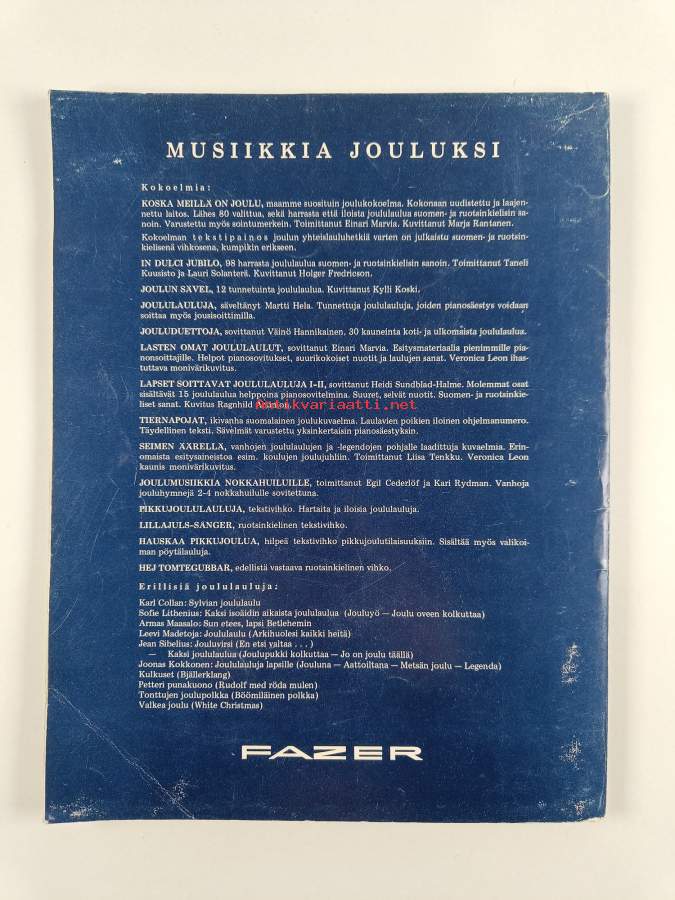 MUSIIKKIA JOULUKSI
Kokoelmia:
KOSKA MEILLÄ ON JOULU, maamme suosituin joulukokoelma. Kokonaan uudistettu ja laajen-
nettu laitos. Lähes 80 valittua, sekä harrasta että iloista joululaulua suomen- ja ruotsinkielisin sa-
noin. Varustettu myös sointumerkein. Toimittanut Einari Marvia. Kuvittanut Marja Rantanen.
Kokoelman tekstipainos joulun yhteislauluhetkiä varten on julkaistu suomen- ja ruotsin-
kielisenä vihkosena, kumpikin erikseen.
IN DULCI JUBILO, 98 harrasta joululaulua suomen- ja ruotsinkielisin sanoin. Toimittanut Taneli
Kuusisto ja Lauri Solanterä. Kuvittanut Holger Fredricson.
JOULUN SÄVEL, 12 tunnetuinta joululaulua. Kuvittanut Kylli Koski.
JOULULAULUJA, säveltänyt Martti Hela. Tunnettuja joululauluja, joiden pianosäestys voidaan
soittaa myös jousisoittimilla.
JOULUDUETTOJA, sovittanut Väinö Hannikainen. 30 kauneinta koti- ja ulkomaista joululaulua.
LASTEN OMAT JOULULAULUT, sovittanut Einari Marvia. Esitysmateriaalia pienimmille pia-
nonsoittajille. Helpot pianosovitukset, suurikokoiset nuotit ja laulujen sanat. Veronica Leon ihas-
tuttava monivärikuvitus.
LAPSET SOITTAVAT JOULULAULUJA I-II, sovittanut Heidi Sundblad-Halme. Molemmat osat
sisältävät 15 joululaulua helppoina pianosovitelmina. Suuret, selvät nuotit. Suomen- ja ruotsinkie-
liset sanat. Kuvitus Ragnhild
antikvariaatti.net
TIERNAPOJAT, ikivanha suomalainen joulukuvaelma. Laulavien poikien iloinen ohjelmanumero.
Täydellinen teksti. Sävelmät varustettu yksinkertaisin pianosäestyksin.
SEIMEN ÄÄRELLÄ, vanhojen joululaulujen ja -legendojen pohjalle laadittuja kuvaelmia. Erin-
omaista esitysaineistoa esim. koulujen joulujuhliin. Toimittanut Liisa Tenkku. Veronica Leon
kaunis monivärikuvitus.
JOULUMUSIIKKIA NOKKAHUILUILLE, toimittanut Egil Cederlöf ja Kari Rydman. Vanhoja
jouluhymnejä 2-4 nokkahuilulle sovitettuna.
PIKKUJOULULAULUJA, tekstivihko. Hartaita ja iloisia joululauluja.
LILLAJULS-SÅNGER, ruotsinkielinen tekstivihko.
HAUSKAA PIKKUJOULUA, hilpeä tekstivihko pikkujoulutilaisuuksiin. Sisältää myös valikoi-
man pöytälauluja.
HEJ TOMTEGUBBAR, edellistä vastaava ruotsinkielinen vihko.
Erillisiä joululauluja:
Karl Collan: Sylvian joululaulu
Sofie Lithenius: Kaksi isoäidin aikaista joululaulua (Jouluyö — Joulu oveen kolkuttaa)
Armas Maasalo: Sun etees, lapsi Betlehemin
Leevi Madetoja: Joululaulu (Arkihuolesi kaikki heitä)
Jean Sibelius: Jouluvirsi (En etsi valtaa . . .)
— Kaksi joululaulua (Joulupukki kolkuttaa — Jo on joulu täällä)
Joonas Kokkonen: Joululauluja lapsille (Jouluna — Aattoiltana — Metsän joulu — Legenda)
Kulkuset (Bjällerklang)
Petteri punakuono (Rudolf med röda mulen)
Tonttujen joulupolkka (Böömiläinen polkka)
Valkea joulu (White Christmas)
FAZER